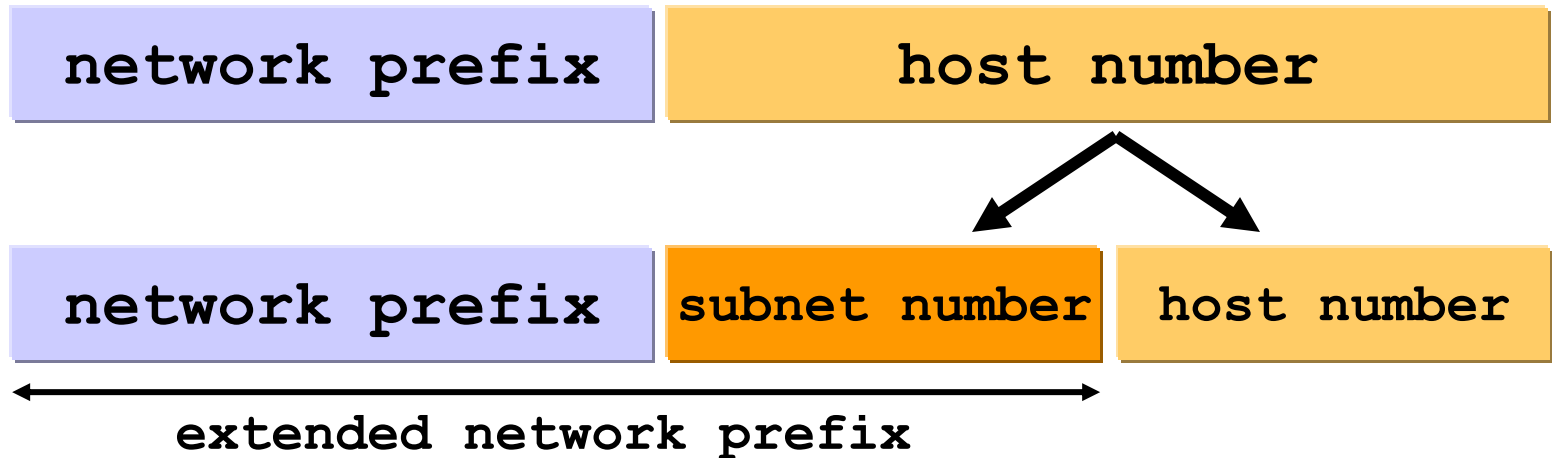 network prefix host number
network prefix subnet number host number
extended network prefix